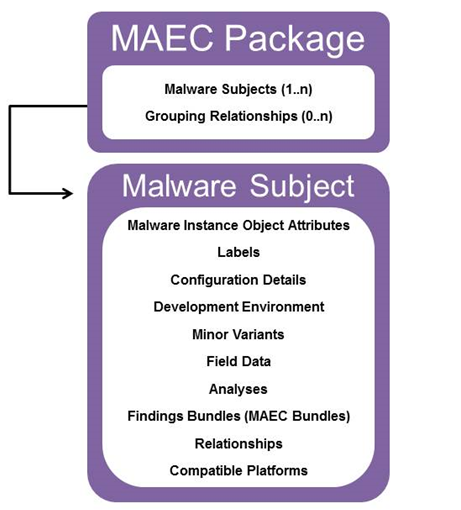 MAEC Package
Malware Subjects (1..n)
Grouping Relationships (0..n)
Malware Subject
Malware Instance Object Attributes
Labels
Configuration Details
Development Environment
Minor Variants
Field Data
Analyses
Findings Bundles (MAEC Bundles)
Relationships
Compatible Platforms